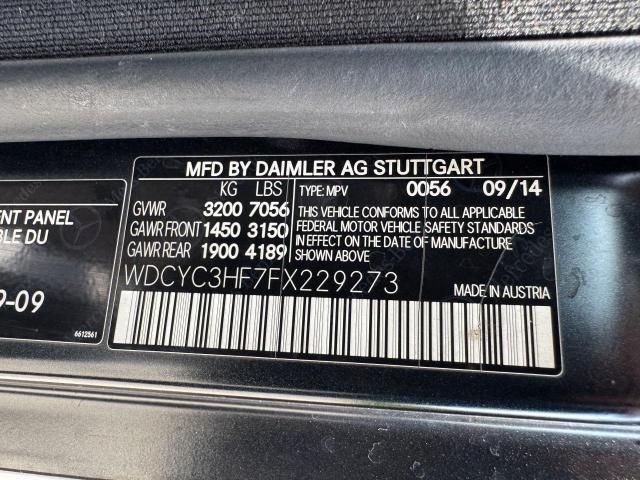 MFD BY DAIMLER AG STUTTGART
KG LBS TYPE: MPV 0056 09/14
GVWR 3200 7056
GAWR FRONT 1450 3150
GAWR REAR 1900 4189
THIS VEHICLE CONFORMS TO ALL APPLICABLE
FEDERAL MOTOR VEHICLE SAFETY STANDARDS
IN EFFECT ON THE DATE OF MANUFACTURE
SHOWN ABOVE.
WDCYC3HF7FX229273
MADE IN AUSTRIA
ENT PANEL
BLE DU
9-09
6612561